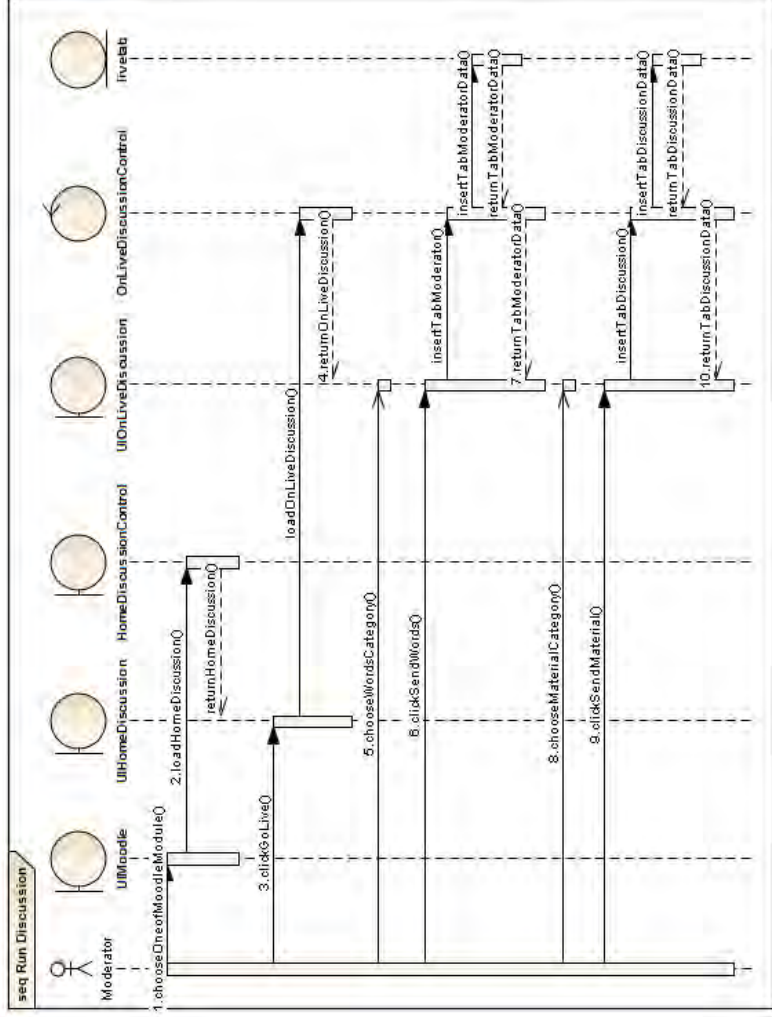 seq Run Discussion
Moderator
UIMoodle
UIHomeDiscussion
HomeDiscussionControl
UIOnLiveDiscussion
OnLiveDiscussionControl
livetab
1.chooseOneofMoodleModule()
2.loadHomeDiscussion()
returnHomeDiscussion()
3.clickGoLive()
loadOnLiveDiscussion()
4.returnOnLiveDiscussion()
5.chooseWordsCategory()
6.clickSendWords()
insertTabModerator()
insertTabModeratorData()
returnTabModeratorData()
7.returnTabModeratorData()
8.chooseMaterialCategory()
9.clickSendMaterial()
insertTabDiscussion()
insertTabDiscussionData()
returnTabDiscussionData()
10.returnTabDiscussionData()